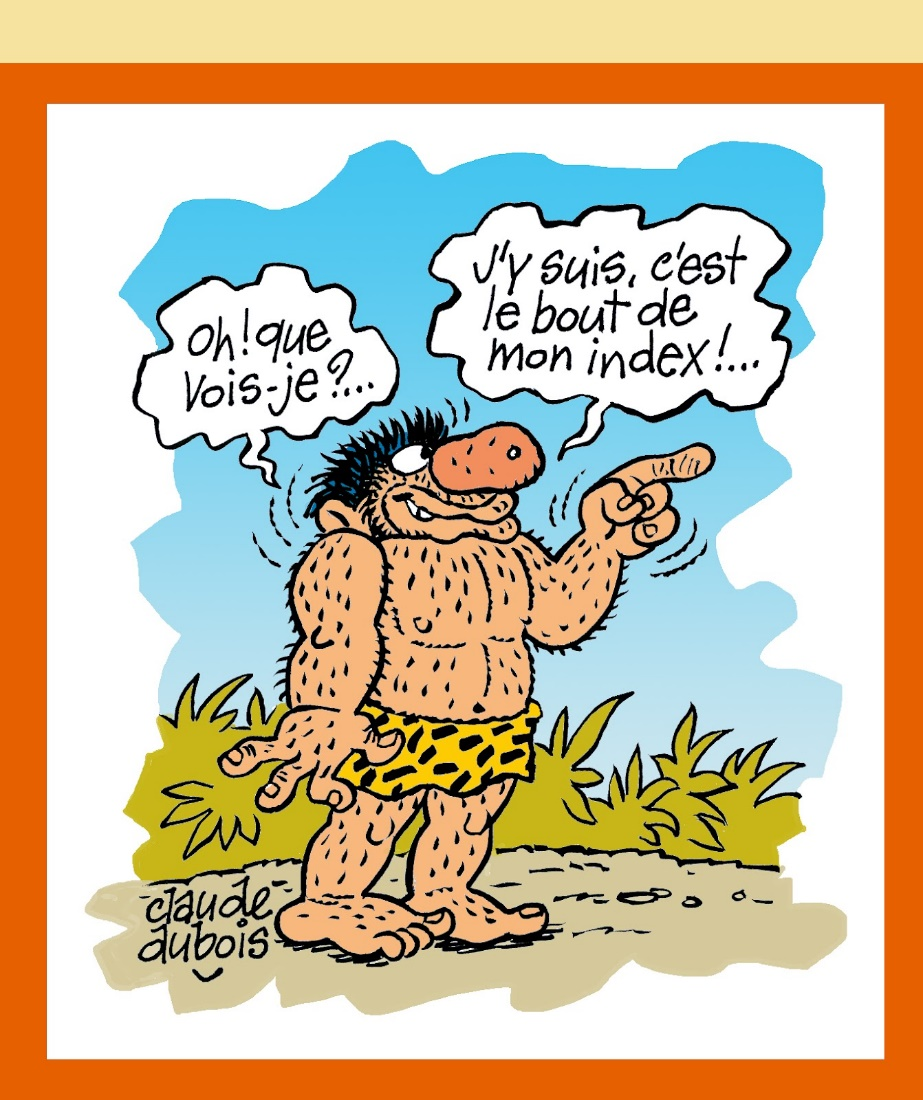 Oh! que
vois-je?...
J'y suis, c'est
le bout de
mon index!...
claude
dubois